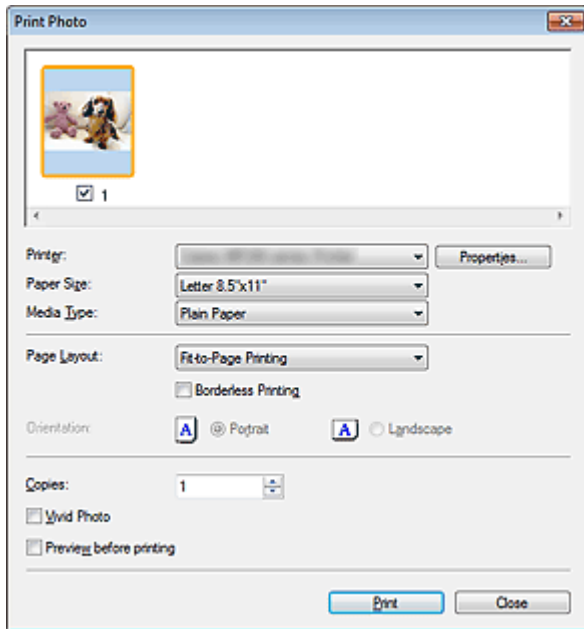 Print Photo
1
Printer:
Properties...
Paper Size: Letter 8.5"x11"
Media Type: Plain Paper
Page Layout: Fit-to-Page Printing
Borderless Printing
Orientation: A Portrait A Landscape
Copies: 1
Vivid Photo
Preview before printing
Print Close